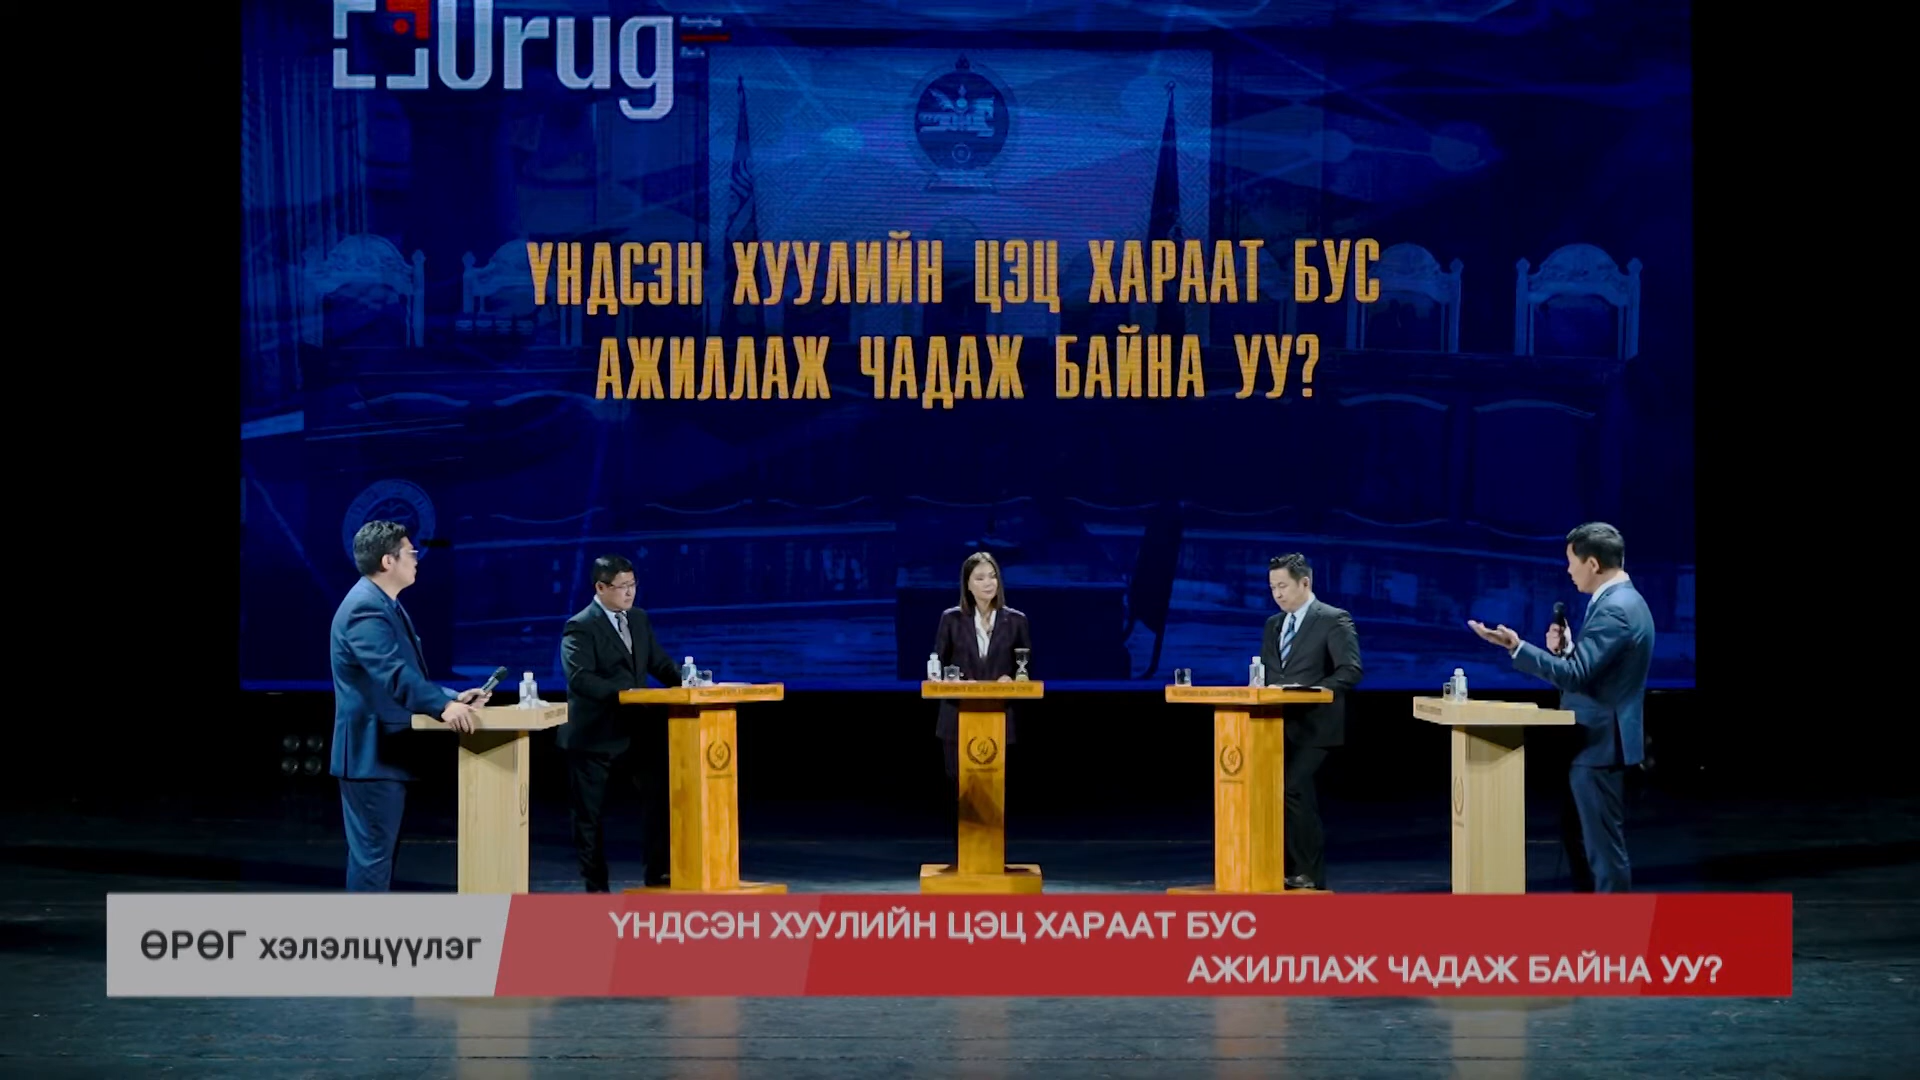 Urug
ҮНДСЭН ХУУЛИЙН ЦЭЦ ХАРААТ БУС
АЖИЛЛАЖ ЧАДАЖ БАЙНА УУ?
ӨРӨГ хэлэлцүүлэг
ҮНДСЭН ХУУЛИЙН ЦЭЦ ХАРААТ БУС
АЖИЛЛАЖ ЧАДАЖ БАЙНА УУ?